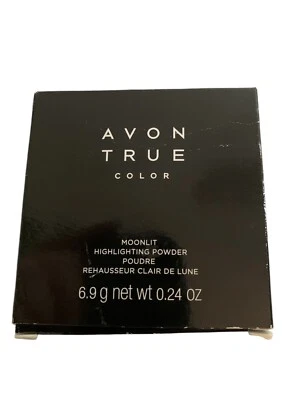 AVON
TRUE
COLOR
MOONLIT
HIGHLIGHTING POWDER
POUDRE
REHAUSSEUR CLAIR DE LUNE
6.9 g net wt 0.24 OZ